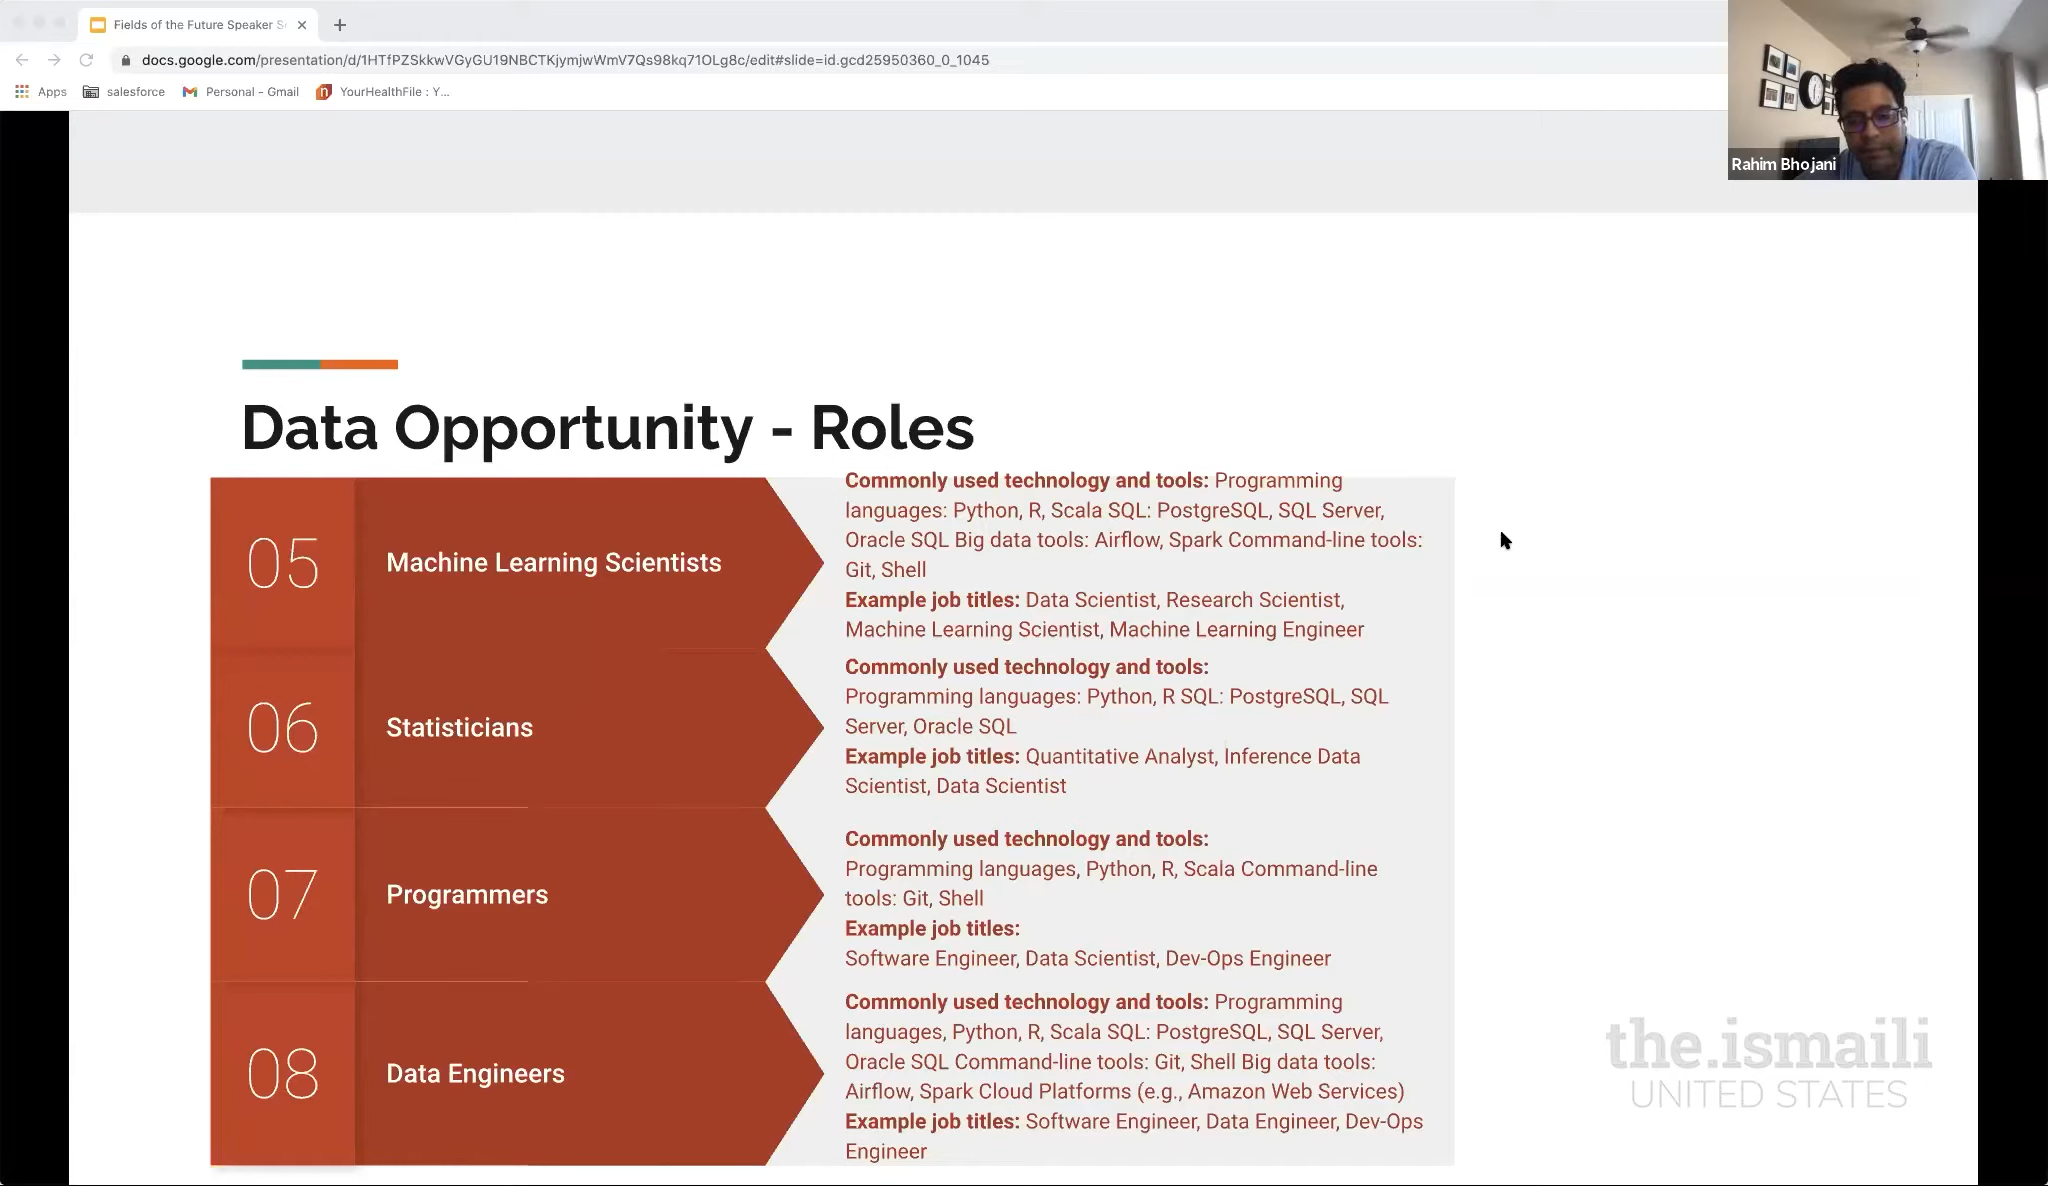 Fields of the Future Speaker S
docs.google.com/presentation/d/1HTfPZSkkwVGyGU19NBCTKjymjwWmV7Qs98kq71OLg8c/edit#slide=id.gcd25950360_0_1045
Apps salesforce Personal - Gmail YourHealthFile : Y...
Rahim Bhojani
Data Opportunity - Roles
05
Machine Learning Scientists
Commonly used technology and tools: Programming
languages: Python, R, Scala SQL: PostgreSQL, SQL Server,
Oracle SQL Big data tools: Airflow, Spark Command-line tools:
Git, Shell
Example job titles: Data Scientist, Research Scientist,
Machine Learning Scientist, Machine Learning Engineer
06
Statisticians
Commonly used technology and tools:
Programming languages: Python, R SQL: PostgreSQL, SQL
Server, Oracle SQL
Example job titles: Quantitative Analyst, Inference Data
Scientist, Data Scientist
07
Programmers
Commonly used technology and tools:
Programming languages, Python, R, Scala Command-line
tools: Git, Shell
Example job titles:
Software Engineer, Data Scientist, Dev-Ops Engineer
08
Data Engineers
Commonly used technology and tools: Programming
languages, Python, R, Scala SQL: PostgreSQL, SQL Server,
Oracle SQL Command-line tools: Git, Shell Big data tools:
Airflow, Spark Cloud Platforms (e.g., Amazon Web Services)
Example job titles: Software Engineer, Data Engineer, Dev-Ops
Engineer
the.ismaili
UNITED STATES